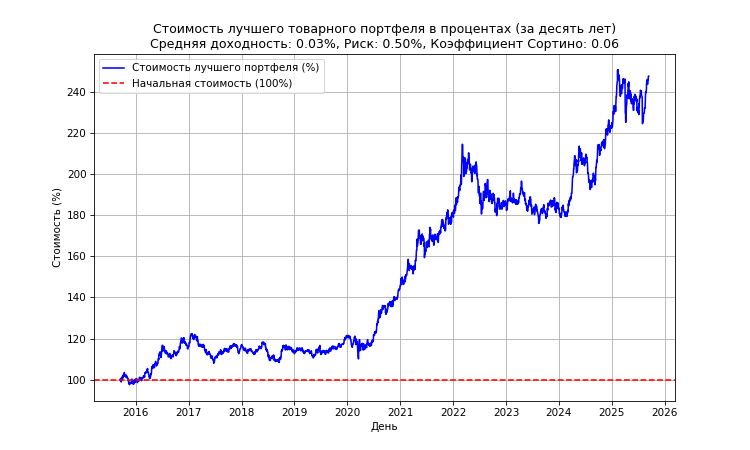 Стоимость лучшего товарного портфеля в процентах (за десять лет)
Средняя доходность: 0.03%, Риск: 0.50%, Коэффициент Сортино: 0.06
Стоимость лучшего портфеля (%)
Начальная стоимость (100%)
Стоимость (%)
240
220
200
180
160
140
120
100
2016 2017 2018 2019 2020 2021 2022 2023 2024 2025 2026
День